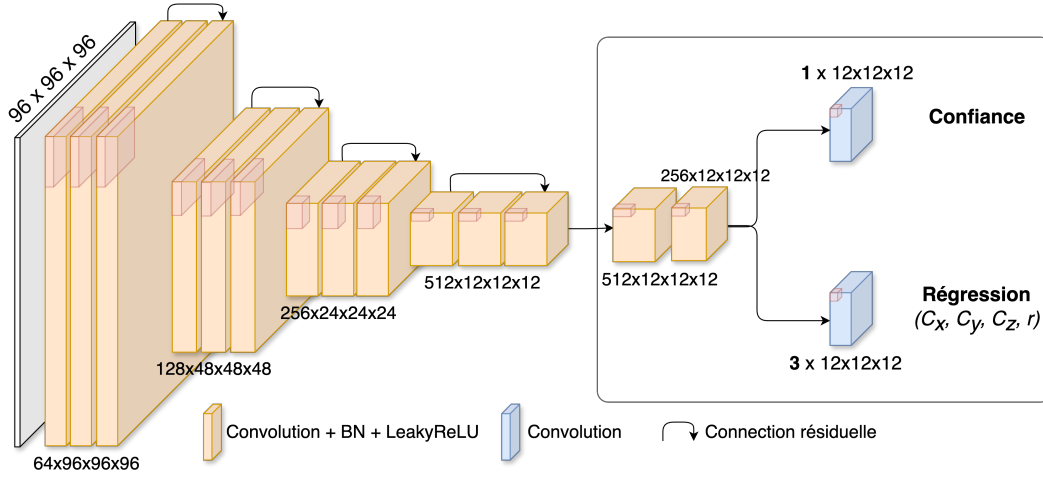 96 x 96 x 96
64x96x96x96
128x48x48x48
256x24x24x24
512x12x12x12
512x12x12x12
256x12x12x12
1 x 12x12x12
Confiance
3 x 12x12x12
Régression
(Cx, Cy, Cz, r)
Convolution + BN + LeakyReLU
Convolution
Connection résiduelle